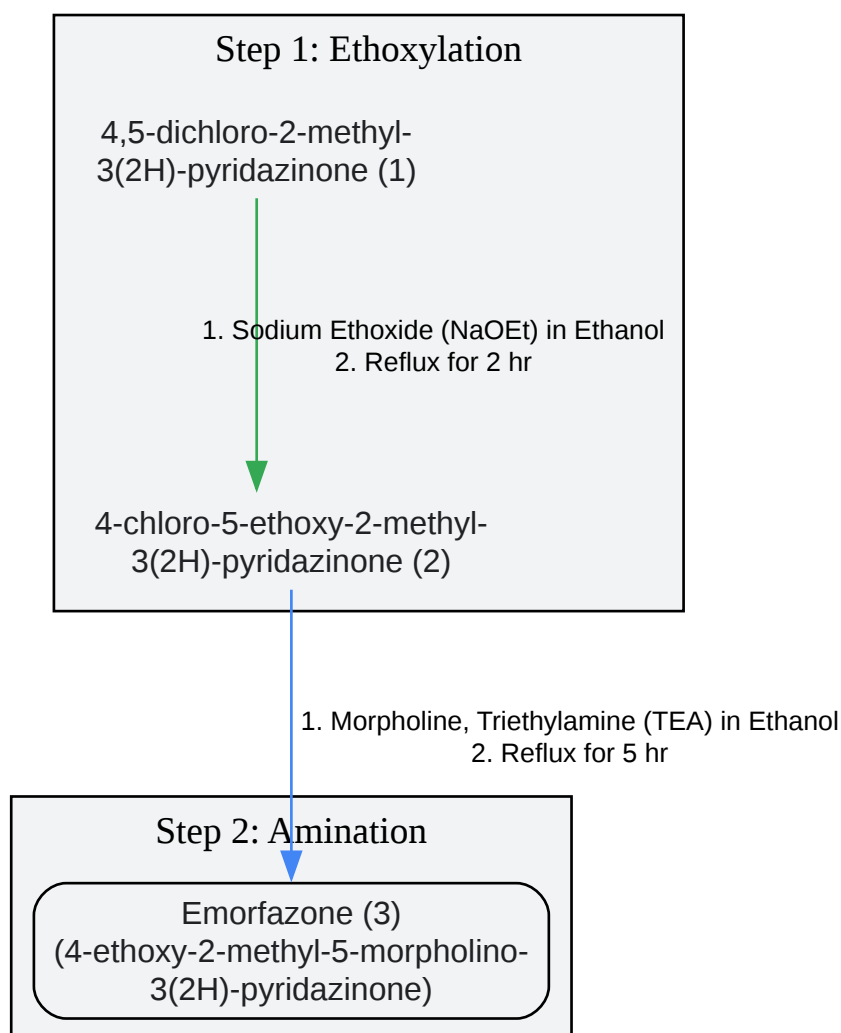 Step 1: Ethoxylation
4,5-dichloro-2-methyl-
3(2H)-pyridazinone (1)
1. Sodium Ethoxide (NaOEt) in Ethanol
2. Reflux for 2 hr
4-chloro-5-ethoxy-2-methyl-
3(2H)-pyridazinone (2)
1. Morpholine, Triethylamine (TEA) in Ethanol
2. Reflux for 5 hr
Step 2: Amination
Emorfazone (3)
(4-ethoxy-2-methyl-5-morpholino-
3(2H)-pyridazinone)